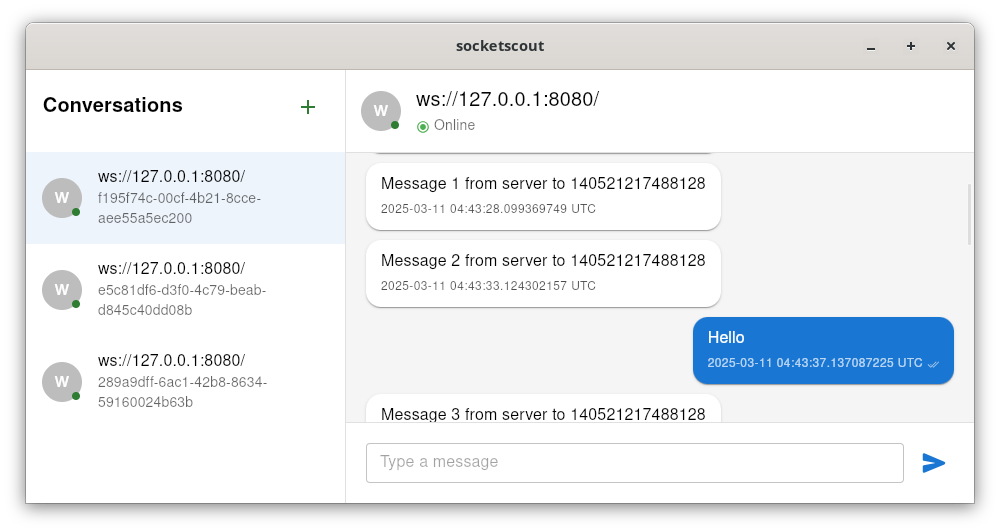 socketscout
Conversations
W
ws://127.0.0.1:8080/
f195f74c-00cf-4b21-8cce-
aee55a5ec200
W
ws://127.0.0.1:8080/
e5c81df6-d3f0-4c79-beab-
d845c40dd08b
W
ws://127.0.0.1:8080/
289a9dff-6ac1-42b8-8634-
59160024b63b
W
ws://127.0.0.1:8080/
Online
Message 1 from server to 140521217488128
2025-03-11 04:43:28.099369749 UTC
Message 2 from server to 140521217488128
2025-03-11 04:43:33.124302157 UTC
Hello
2025-03-11 04:43:37.137087225 UTC
Message 3 from server to 140521217488128
Type a message